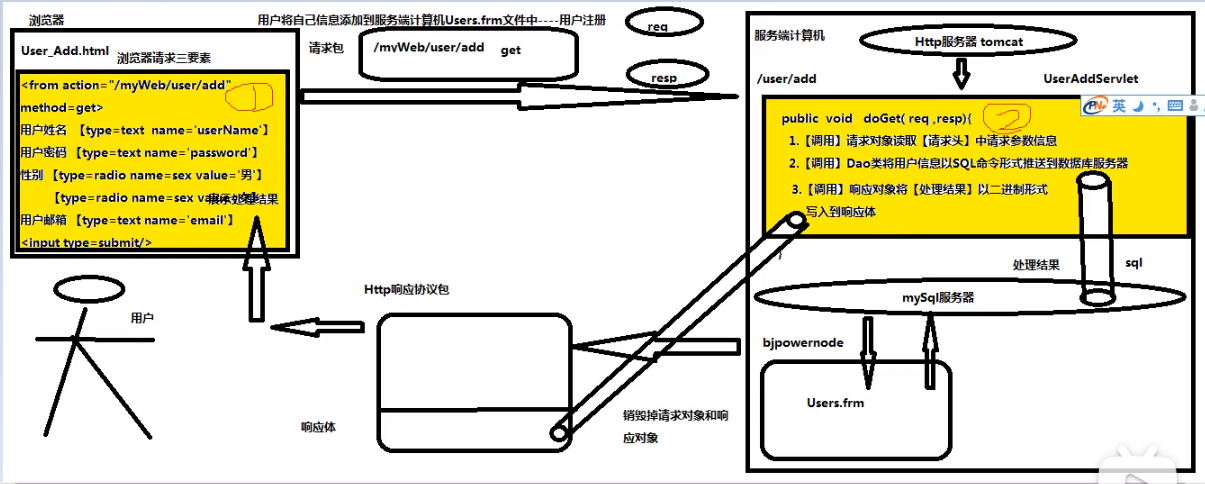 浏览器
用户将自己信息添加到服务端计算机Users.frm文件中----用户注册
User_Add.html
浏览器请求三要素
<from action="/myWeb/user/add"
method=get>
用户姓名 【type=text name='userName'】
用户密码 【type=text name='password'】
性别 【type=radio name=sex value='男'】
【type=radio name=sex va
展示处理结果
用户邮箱 【type=text name='email'】
<input type=submit/>
1
用户
请求包
/myWeb/user/add get
req
resp
Http响应协议包
响应体
销毁掉请求对象和响
应对象
服务端计算机
Http服务器 tomcat
/user/add
UserAddServlet
英
public void doGet( req ,resp){
2
1.【调用】请求对象读取【请求头】中请求参数信息
2.【调用】Dao类将用户信息以SQL命令形式推送到数据库服务器
3.【调用】响应对象将【处理结果】以二进制形式
写入到响应体
}
处理结果
sql
mySql服务器
bjpowernode
Users.frm